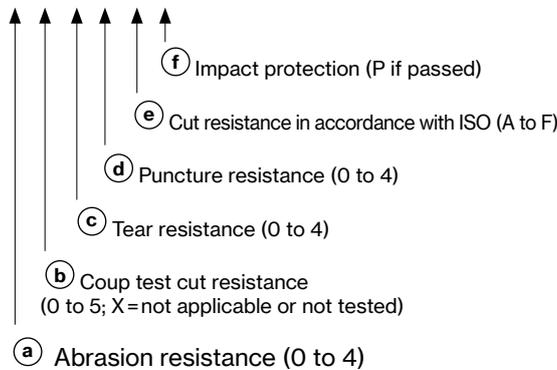 f Impact protection (P if passed)
e Cut resistance in accordance with ISO (A to F)
d Puncture resistance (0 to 4)
c Tear resistance (0 to 4)
b Coup test cut resistance
(0 to 5; X=not applicable or not tested)
a Abrasion resistance (0 to 4)